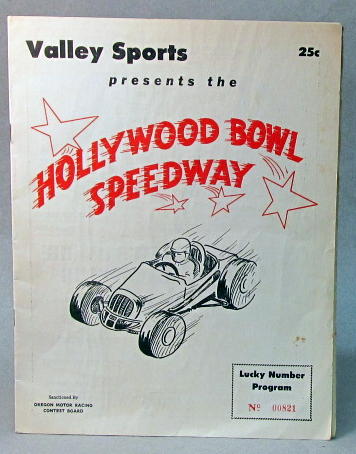 Valley Sports 25c
presents the
HOLLYWOOD BOWL
SPEEDWAY
Lucky Number
Program
Nº 00821
Sanctioned By
OREGON MOTOR RACING
CONTEST BOARD